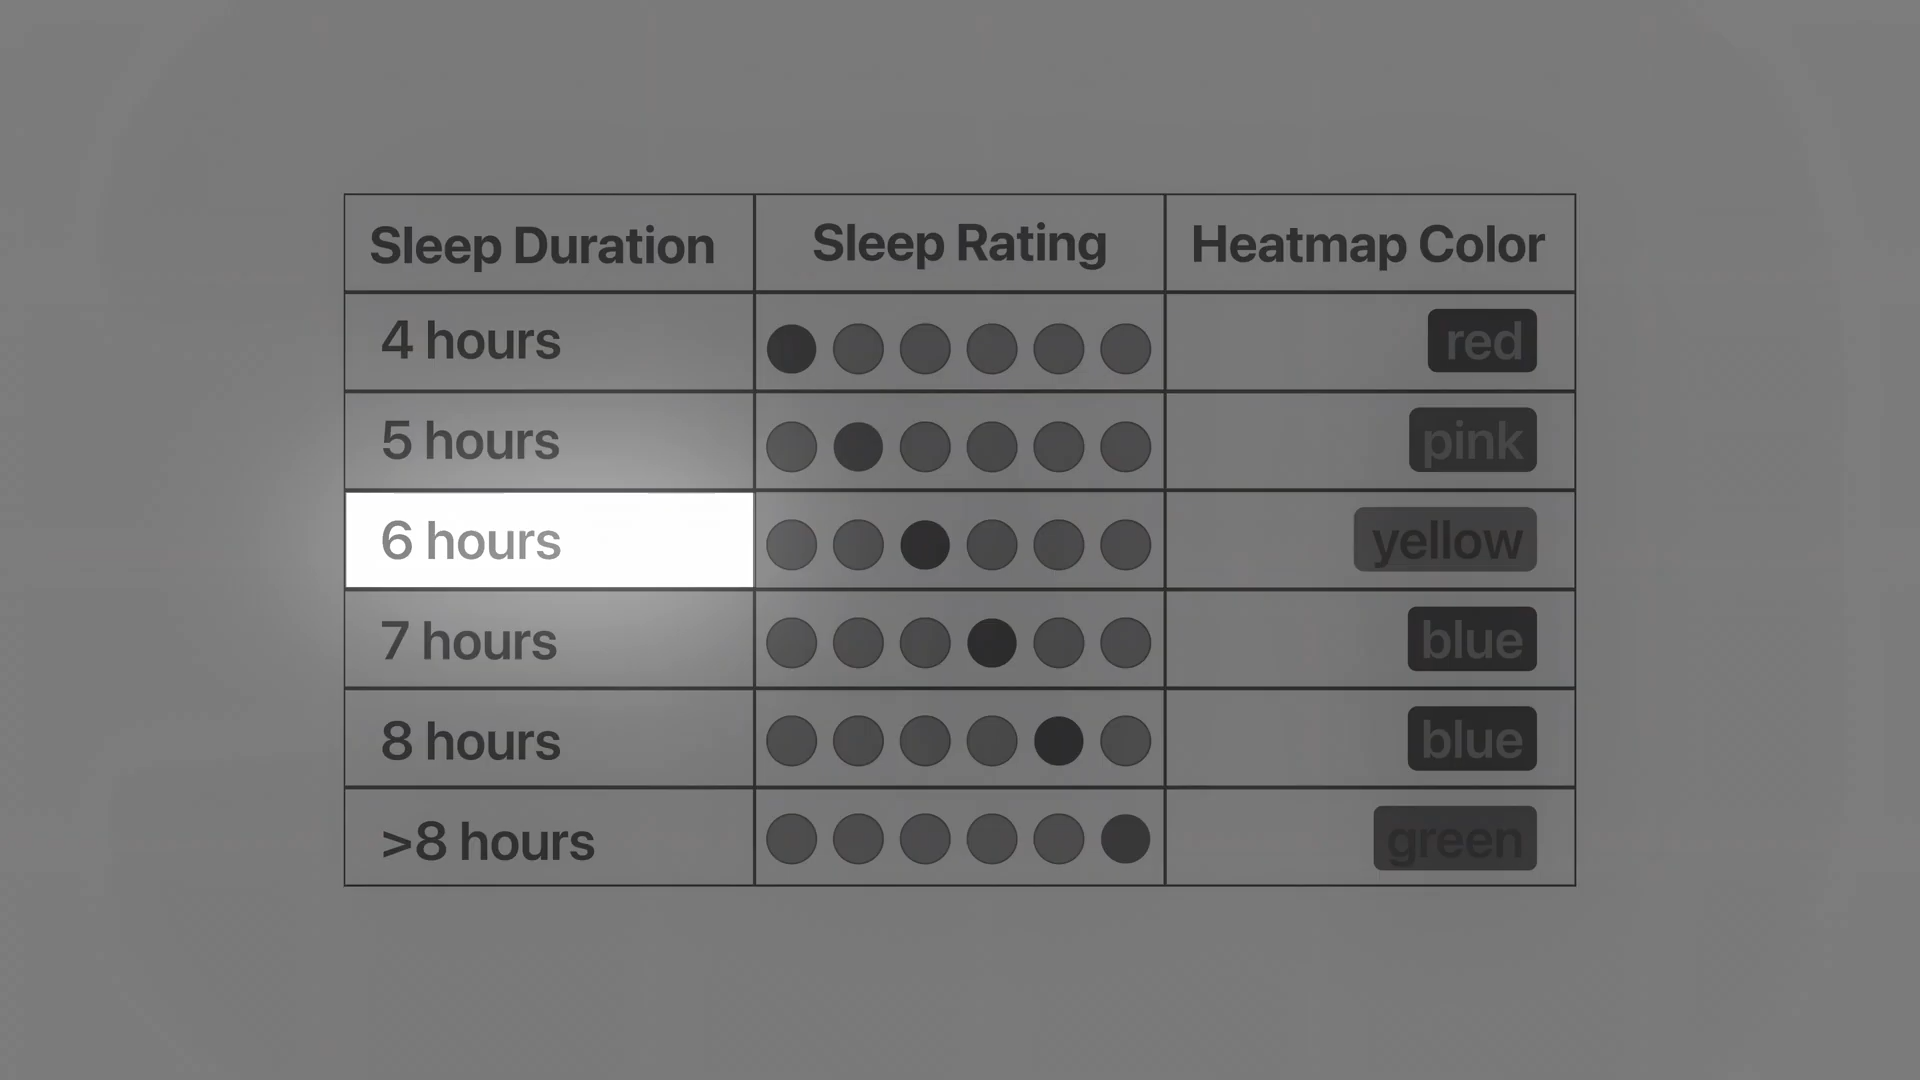 Sleep Duration Sleep Rating Heatmap Color
4 hours red
5 hours pink
6 hours yellow
7 hours blue
8 hours blue
>8 hours green